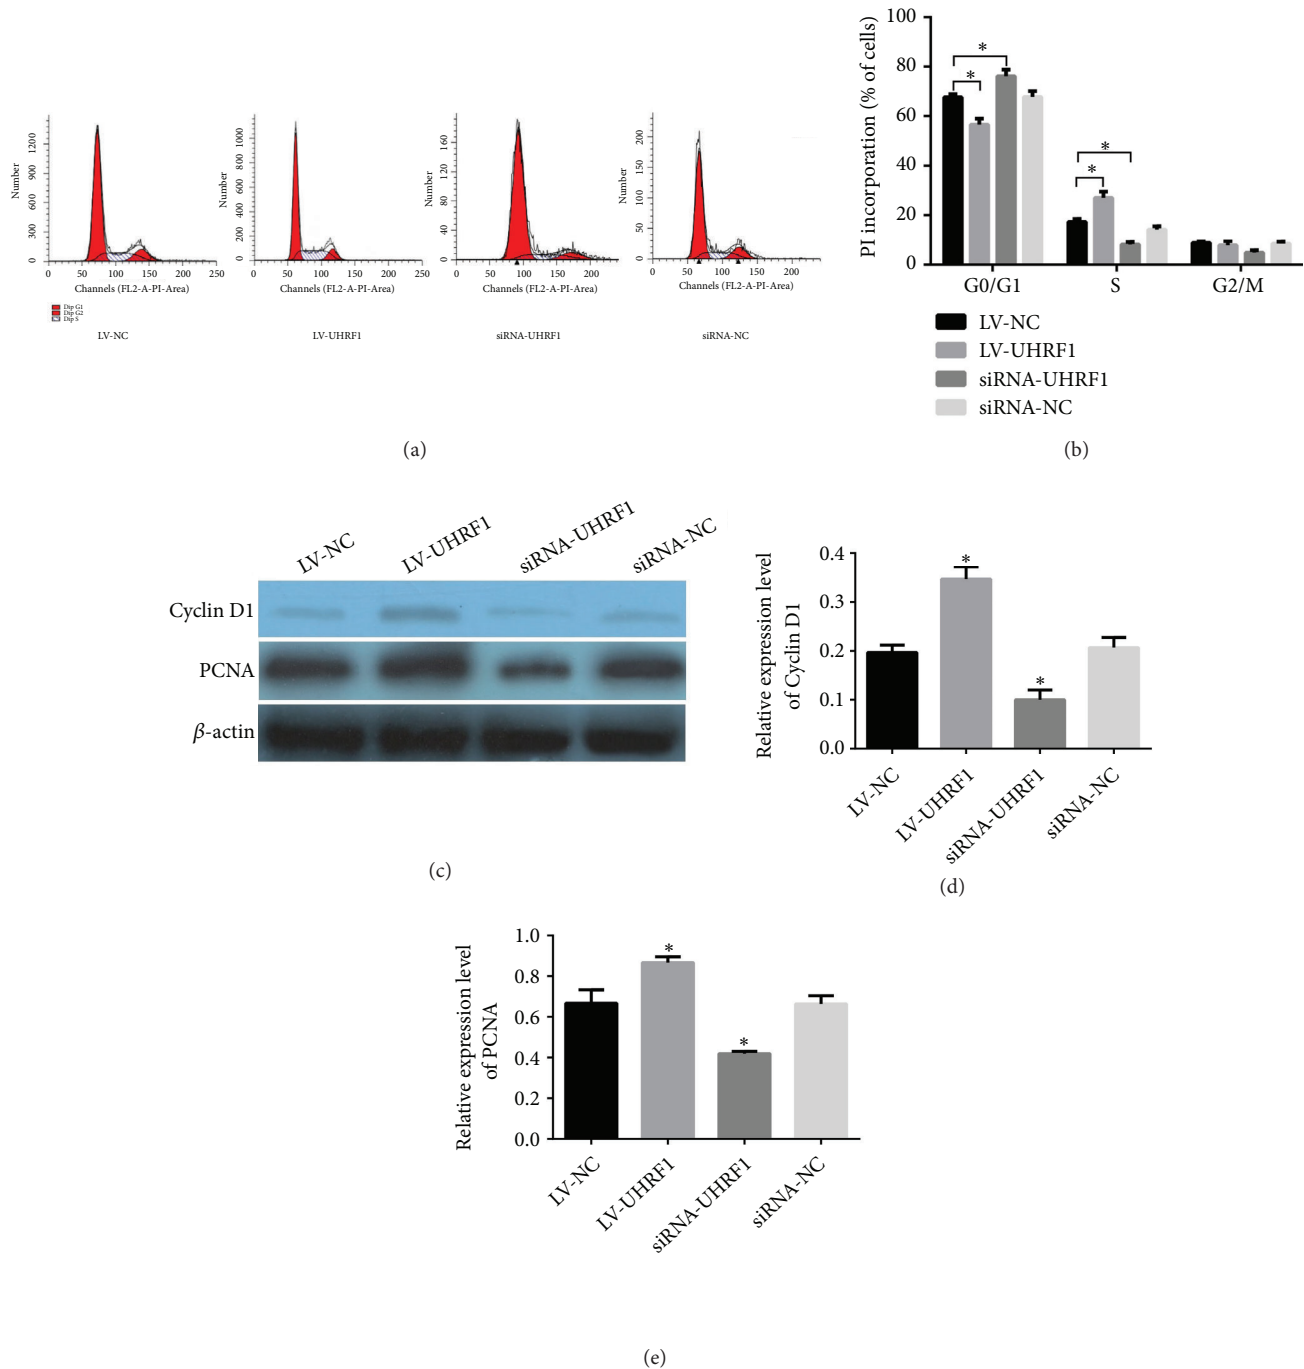 1200
900
600
300
0
Number
0 50 100 150 200 250
Channels (FL2-A-PI-Area)
Dip G1
Dip G2
Dip S
LV-NC
1000
800
600
400
200
0
Number
0 50 100 150 200 250
Channels (FL2-A-PI-Area)
LV-UHRF1
160
120
80
40
0
Number
0 50 100 150 200
Channels (FL2-A-PI-Area)
siRNA-UHRF1
200
150
100
50
0
Number
0 50 100 150 200
Channels (FL2-A-PI-Area)
siRNA-NC
(a)
PI incorporation (% of cells)
100
80
60
40
20
0
*
*
*
*
G0/G1 S G2/M
LV-NC
LV-UHRF1
siRNA-UHRF1
siRNA-NC
(b)
LV-NC LV-UHRF1 siRNA-UHRF1 siRNA-NC
Cyclin D1
PCNA
β-actin
(c)
Relative expression level
of Cyclin D1
0.4
0.3
0.2
0.1
0.0
*
*
LV-NC LV-UHRF1 siRNA-UHRF1 siRNA-NC
(d)
Relative expression level
of PCNA
1.0
0.8
0.6
0.4
0.2
0.0
*
*
LV-NC LV-UHRF1 siRNA-UHRF1 siRNA-NC
(e)